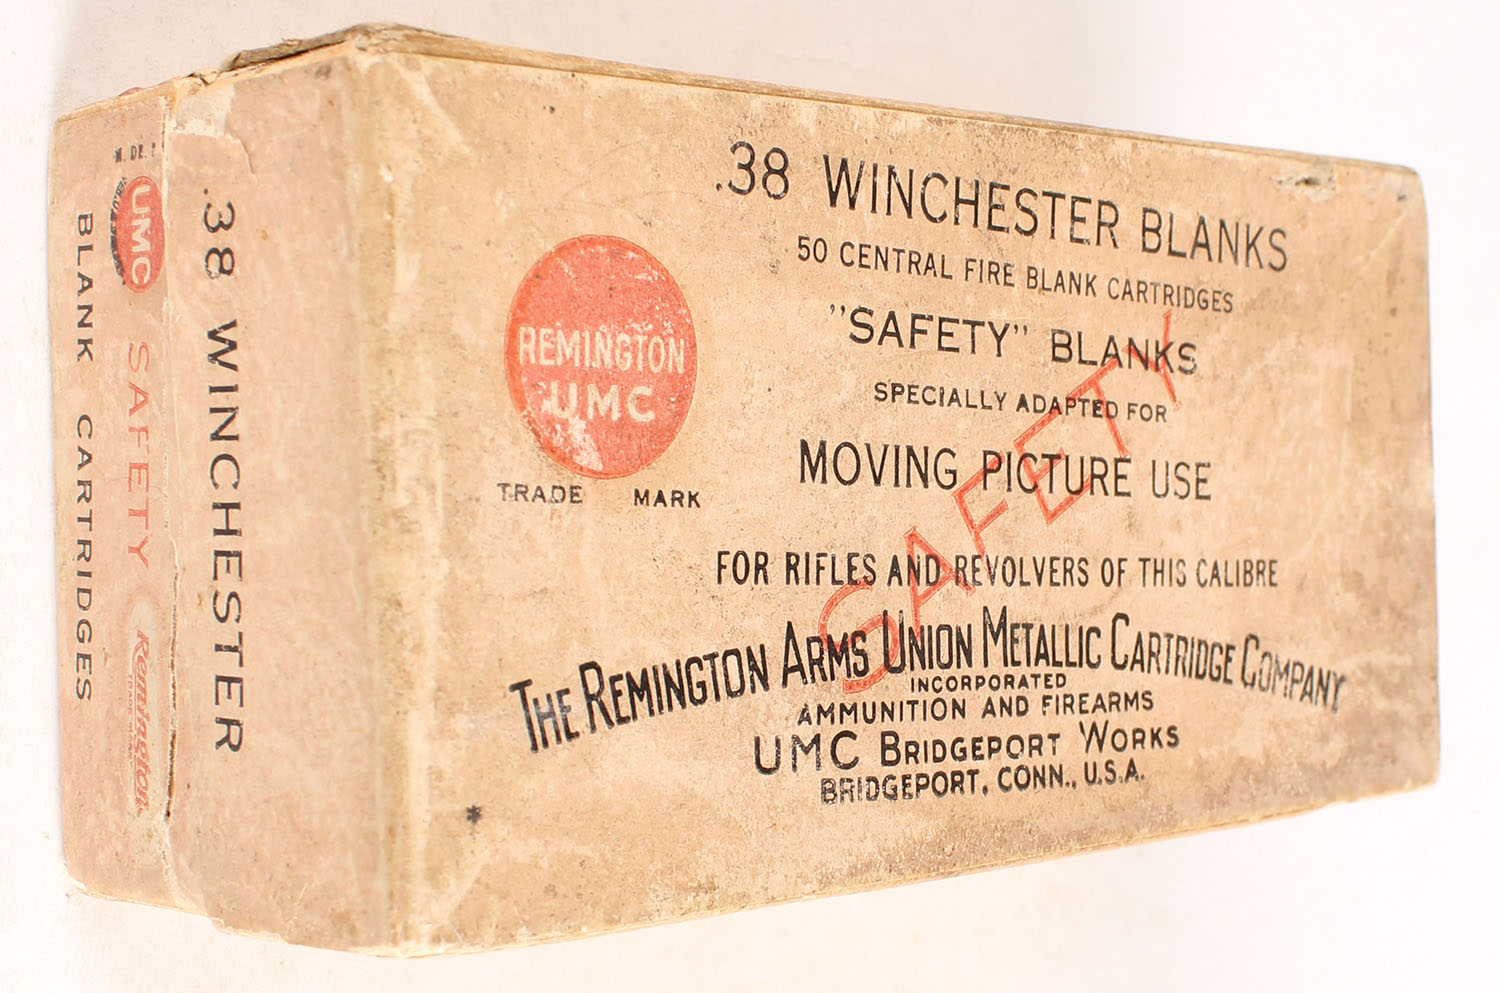 .38 WINCHESTER BLANKS
50 CENTRAL FIRE BLANK CARTRIDGES
"SAFETY" BLANKS
SPECIALLY ADAPTED FOR
MOVING PICTURE USE
FOR RIFLES AND REVOLVERS OF THIS CALIBRE
THE REMINGTON ARMS UNION METALLIC CARTRIDGE COMPANY
INCORPORATED
AMMUNITION AND FIREARMS
UMC BRIDGEPORT WORKS
BRIDGEPORT, CONN., U.S.A.
SAFETY
REMINGTON
UMC
TRADE MARK
*
.38 WINCHESTER
UMC SAFETY Remington
BLANK CARTRIDGES